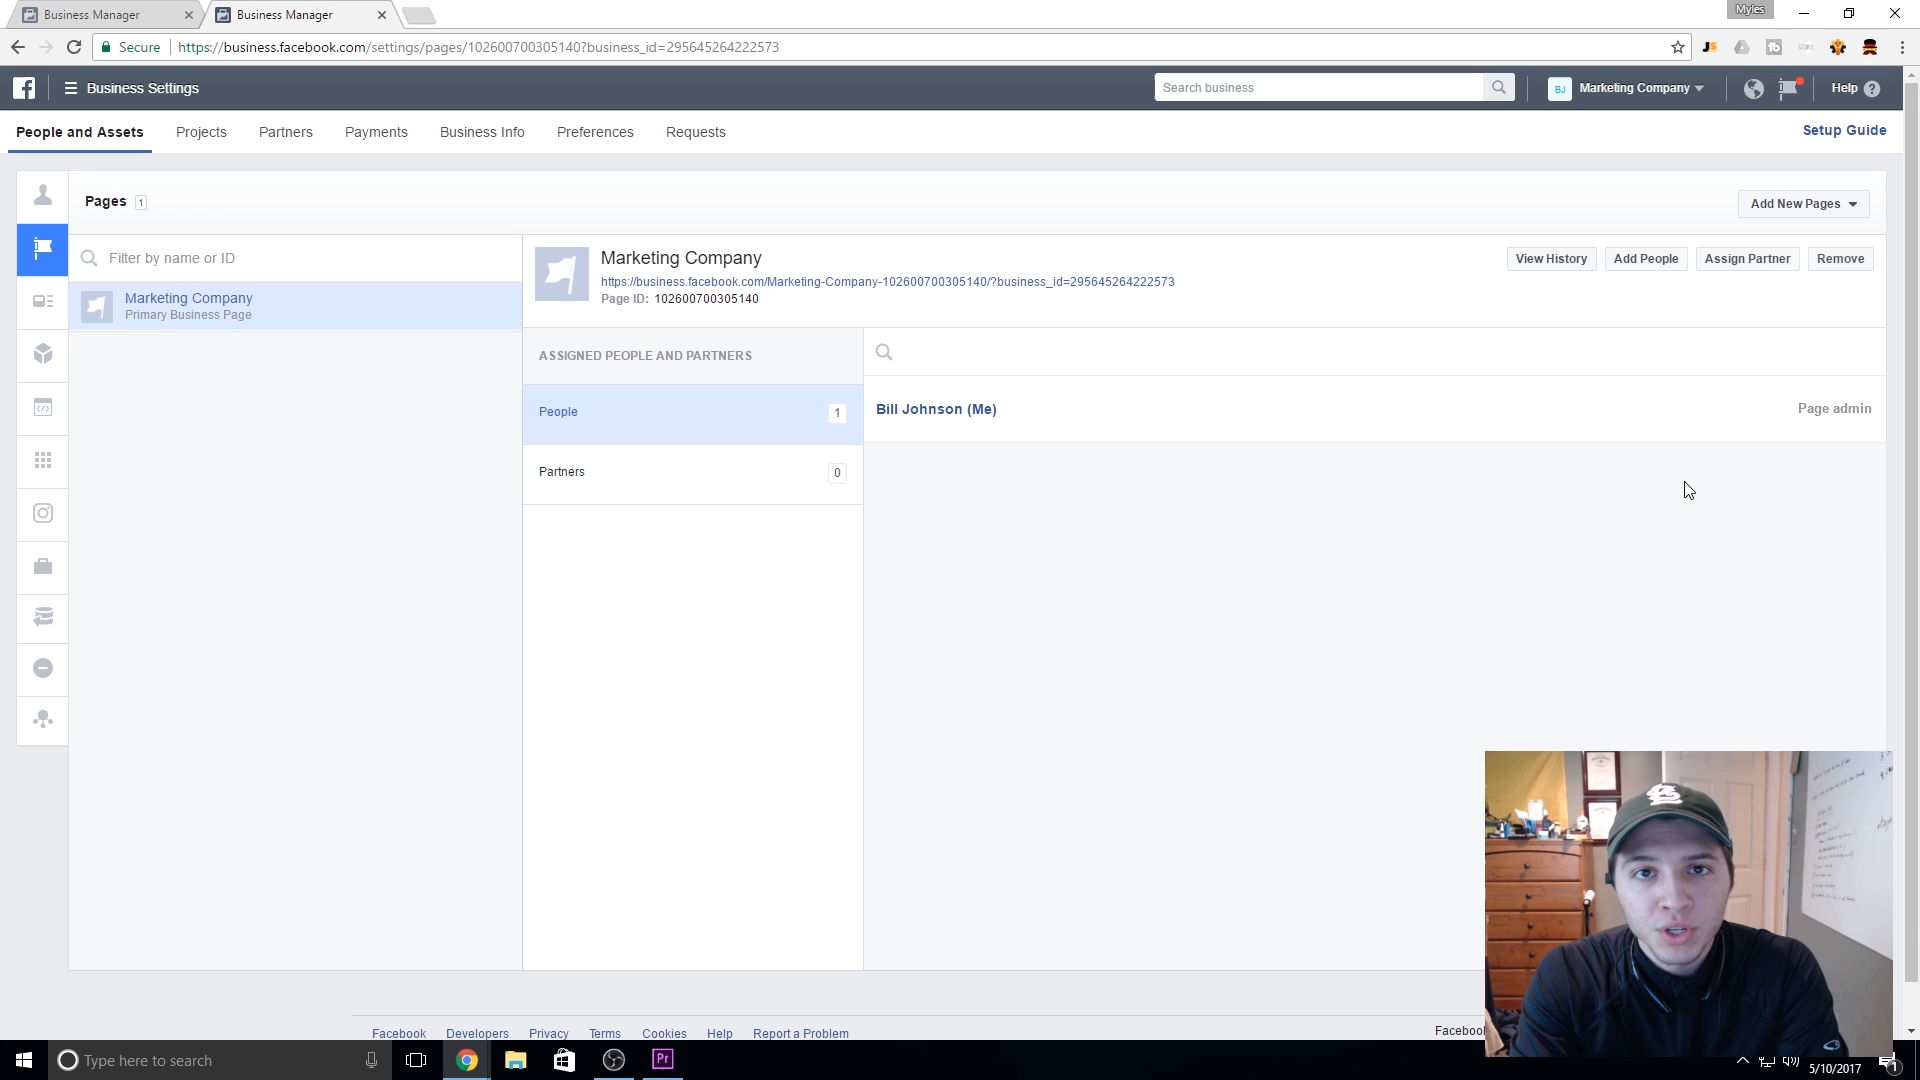 Business Manager
Business Manager
Myles
Secure
https://business.facebook.com/settings/pages/102600700305140?business_id=295645264222573
Business Settings
Search business
BJ
Marketing Company
Help
People and Assets
Projects
Partners
Payments
Business Info
Preferences
Requests
Setup Guide
Pages 1
Add New Pages
Filter by name or ID
Marketing Company
Primary Business Page
Marketing Company
https://business.facebook.com/Marketing-Company-102600700305140/?business_id=295645264222573
Page ID: 102600700305140
View History
Add People
Assign Partner
Remove
ASSIGNED PEOPLE AND PARTNERS
People 1
Partners 0
Bill Johnson (Me)
Page admin
Facebook
Developers
Privacy
Terms
Cookies
Help
Report a Problem
Type here to search
Pr
5/10/2017
1